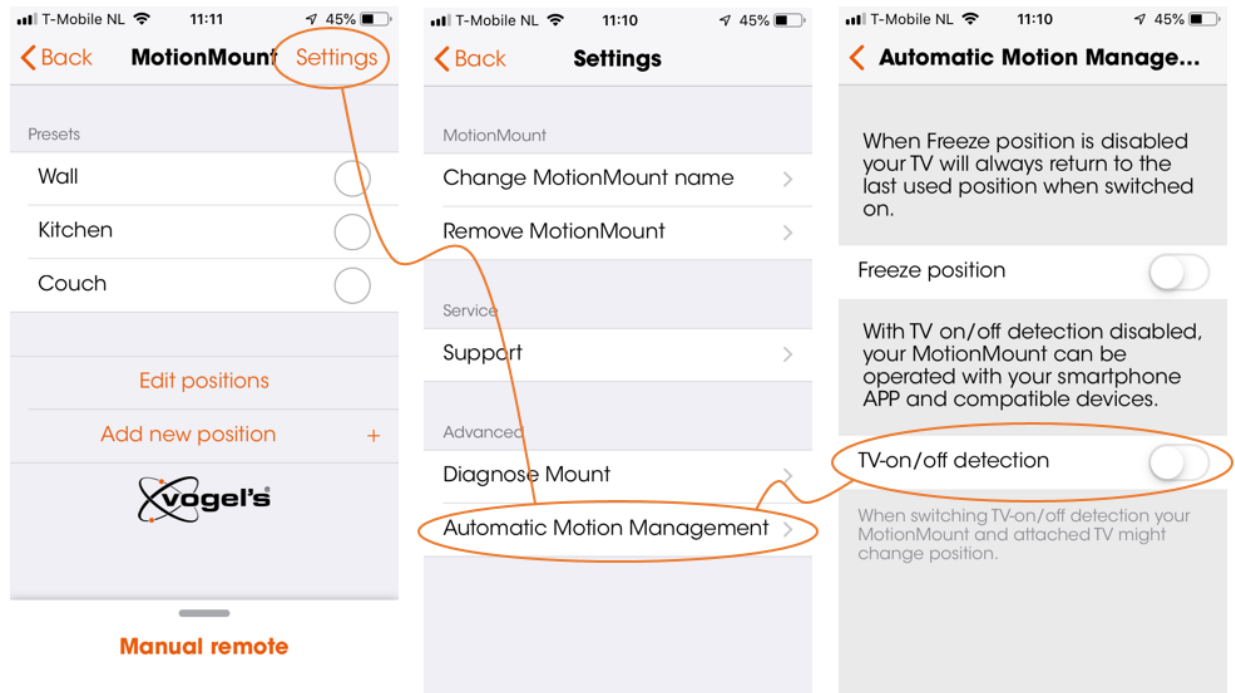 T-Mobile NL 11:11 45%
Back MotionMount Settings
Presets
Wall
Kitchen
Couch
Edit positions
Add new position +
vogel's
Manual remote
T-Mobile NL 11:10 45%
Back Settings
MotionMount
Change MotionMount name
Remove MotionMount
Service
Support
Advanced
Diagnose Mount
Automatic Motion Management
T-Mobile NL 11:10 45%
Automatic Motion Manage...
When Freeze position is disabled
your TV will always return to the
last used position when switched
on.
Freeze position
With TV on/off detection disabled,
your MotionMount can be
operated with your smartphone
APP and compatible devices.
TV-on/off detection
When switching TV-on/off detection your
MotionMount and attached TV might
change position.